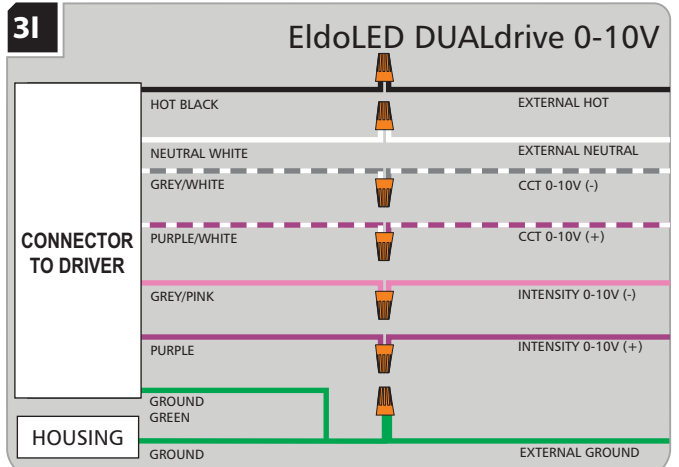 3I
EldoLED DUALdrive 0-10V
HOT BLACK
EXTERNAL HOT
NEUTRAL WHITE
EXTERNAL NEUTRAL
GREY/WHITE
CCT 0-10V (-)
PURPLE/WHITE
CCT 0-10V (+)
CONNECTOR
TO DRIVER
GREY/PINK
INTENSITY 0-10V (-)
PURPLE
INTENSITY 0-10V (+)
GROUND
GREEN
HOUSING
GROUND
EXTERNAL GROUND